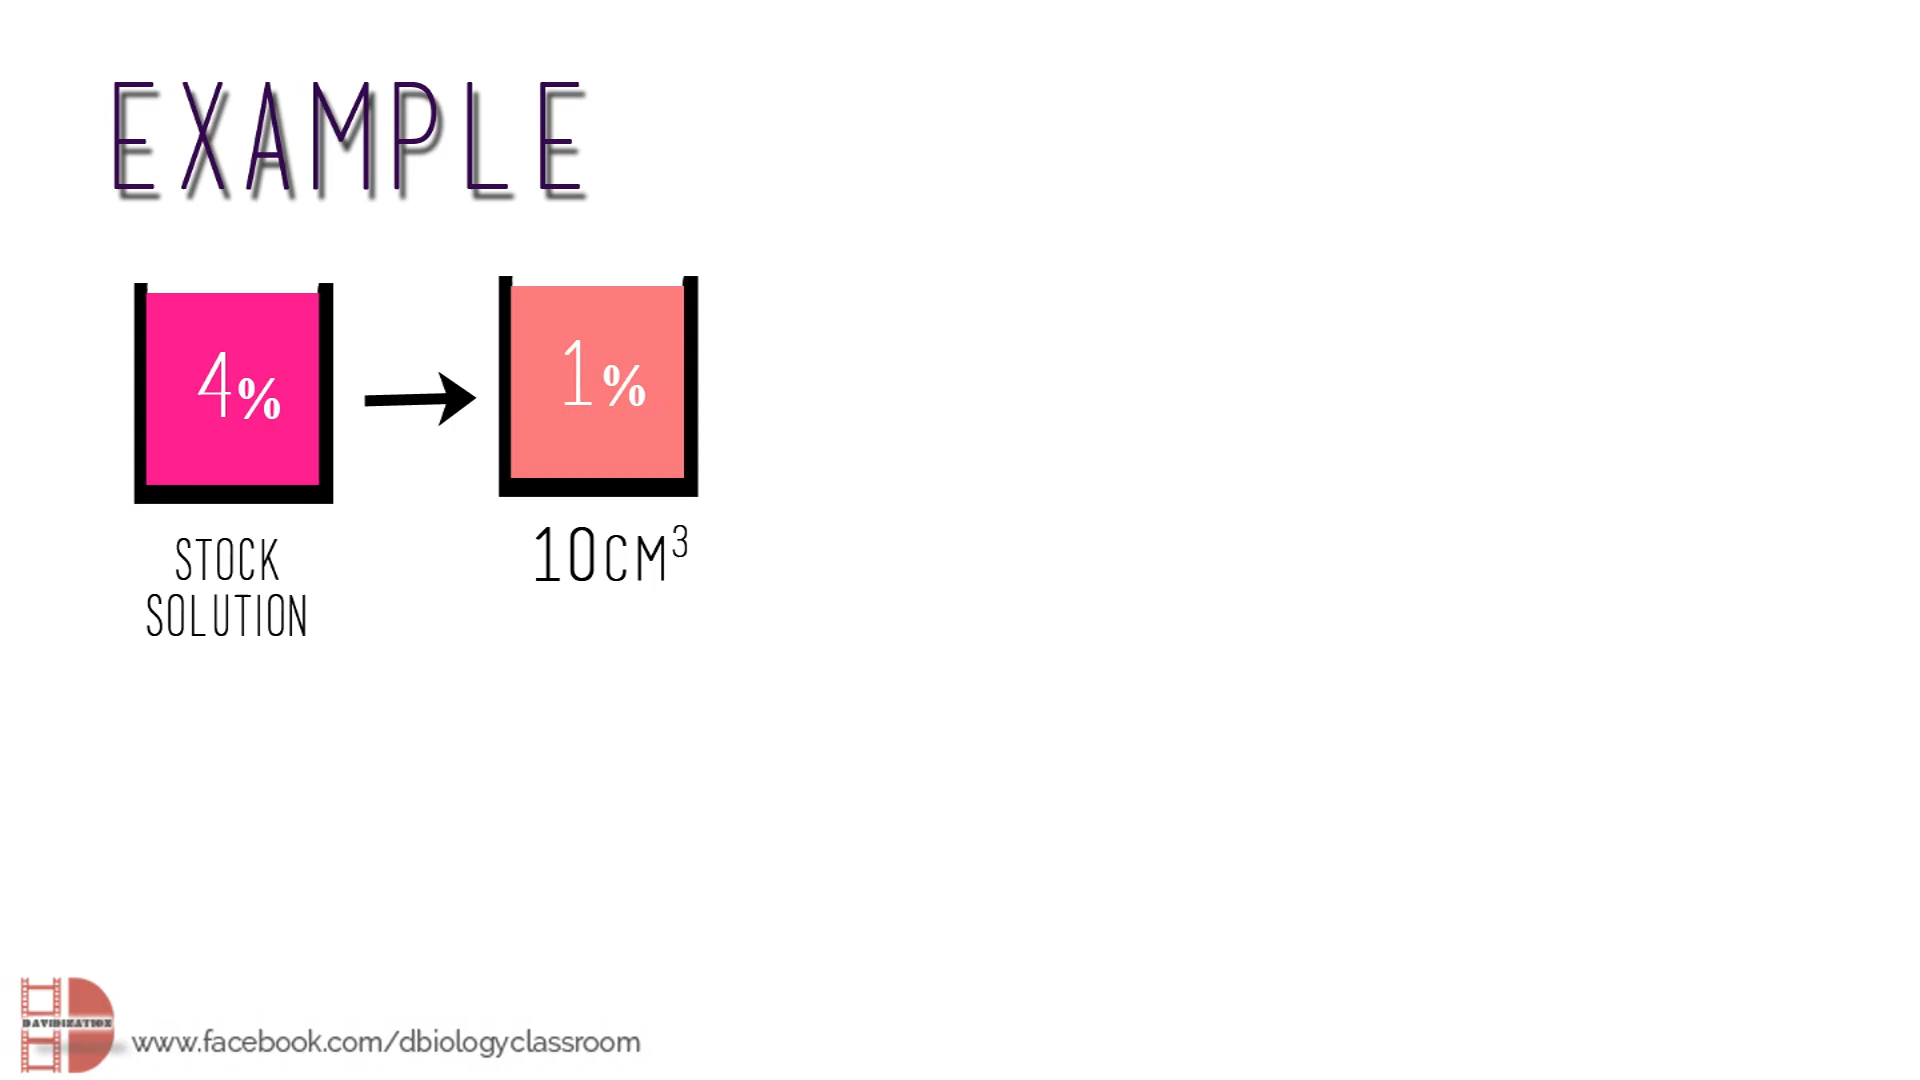 EXAMPLE
4%
1%
STOCK
SOLUTION
10CM³
DAVIDIZATION
www.facebook.com/dbiologyclassroom